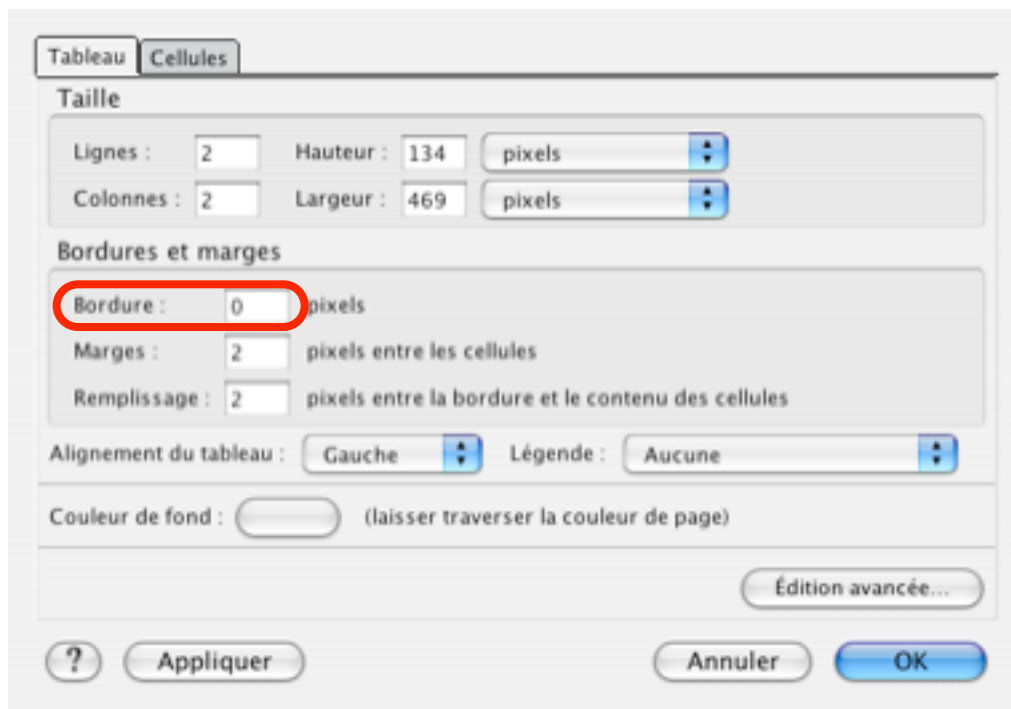 Tableau Cellules
Taille
Lignes : 2 Hauteur : 134 pixels
Colonnes : 2 Largeur : 469 pixels
Bordures et marges
Bordure : 0 pixels
Marges : 2 pixels entre les cellules
Remplissage : 2 pixels entre la bordure et le contenu des cellules
Alignement du tableau : Gauche Légende : Aucune
Couleur de fond : (laisser traverser la couleur de page)
Édition avancée...
? Appliquer Annuler OK